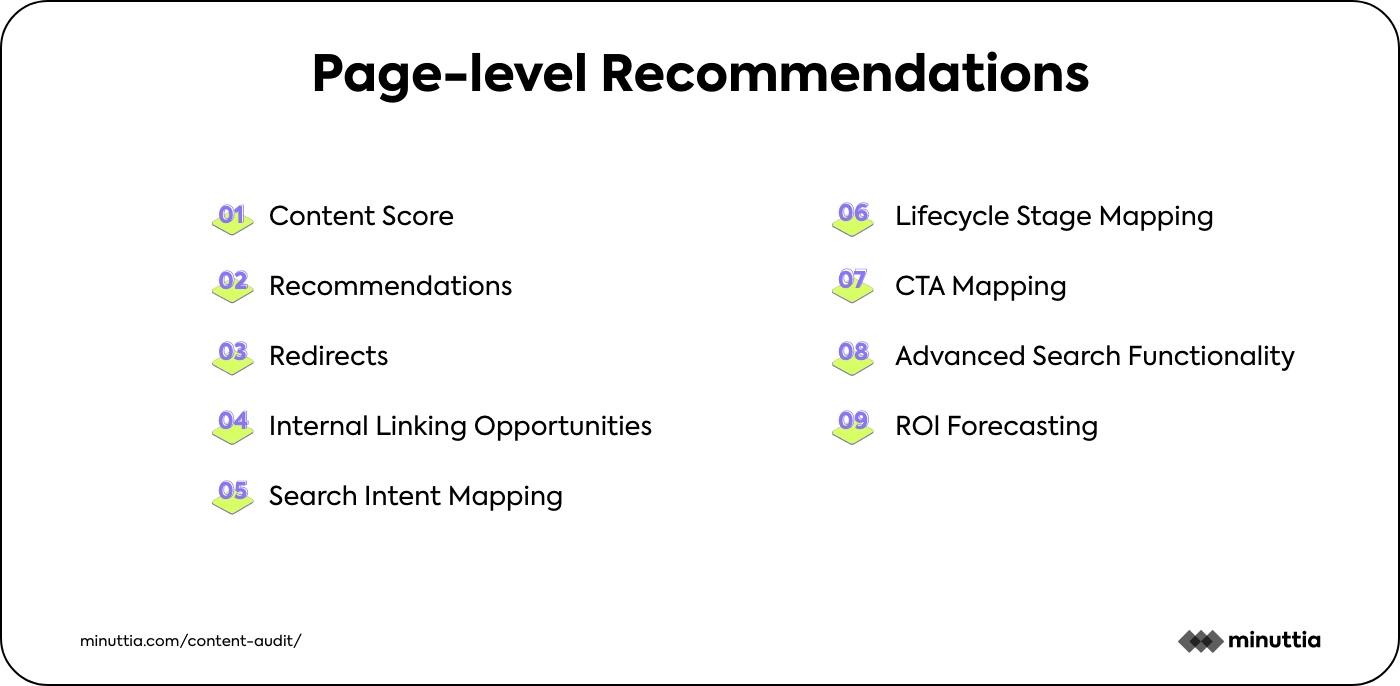 Page-level Recommendations
01 Content Score
02 Recommendations
03 Redirects
04 Internal Linking Opportunities
05 Search Intent Mapping
06 Lifecycle Stage Mapping
07 CTA Mapping
08 Advanced Search Functionality
09 ROI Forecasting
minuttia.com/content-audit/
minuttia